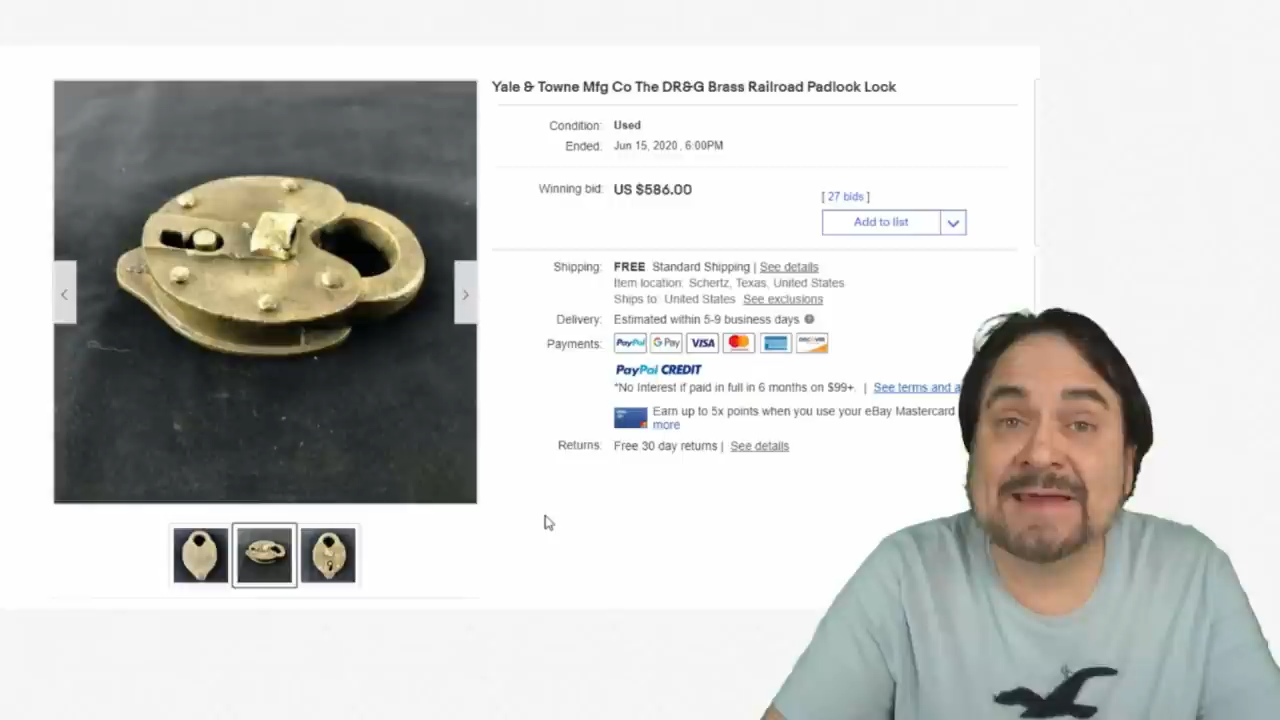 Yale & Towne Mfg Co The DR&G Brass Railroad Padlock Lock
Condition: Used
Ended: Jun 15, 2020 , 6:00PM
Winning bid: US $586.00
[ 27 bids ]
Add to list
Shipping: FREE Standard Shipping | See details
Item location: Schertz, Texas, United States
Ships to: United States See exclusions
Delivery: Estimated within 5-9 business days
Payments: PayPal G Pay VISA DISCOVER
PayPal CREDIT
*No Interest if paid in full in 6 months on $99+. | See terms and a
Earn up to 5x points when you use your eBay Mastercard
more
Returns: Free 30 day returns | See details